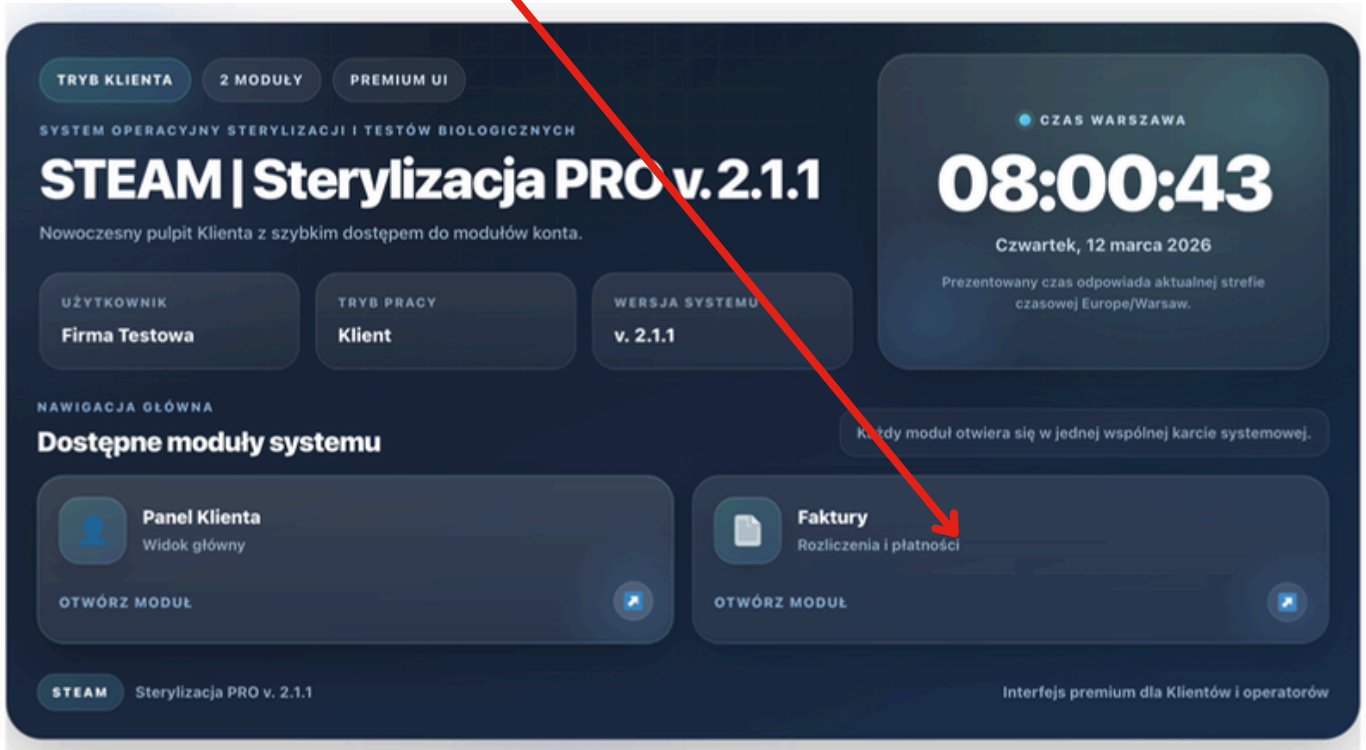 TRYB KLIENTA
2 MODUŁY
PREMIUM UI
SYSTEM OPERACYJNY STERYLIZACJI I TESTÓW BIOLOGICZNYCH
STEAM | Sterylizacja PRO v. 2.1.1
Nowoczesny pulpit Klienta z szybkim dostępem do modułów konta.
UŻYTKOWNIK
Firma Testowa
TRYB PRACY
Klient
WERSJA SYSTEMU
v. 2.1.1
CZAS WARSZAWA
08:00:43
Czwartek, 12 marca 2026
Prezentowany czas odpowiada aktualnej strefie
czasowej Europe/Warsaw.
NAWIGACJA GŁÓWNA
Dostępne moduły systemu
Każdy moduł otwiera się w jednej wspólnej karcie systemowej.
Panel Klienta
Widok główny
OTWÓRZ MODUŁ
Faktury
Rozliczenia i płatności
OTWÓRZ MODUŁ
STEAM
Sterylizacja PRO v. 2.1.1
Interfejs premium dla Klientów i operatorów